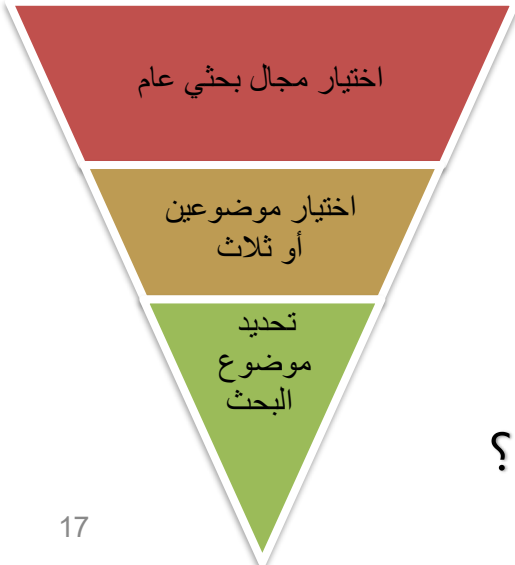 اختيار مجال بحثي عام
اختيار موضوعين
أو ثلاث
تحديد
موضوع
البحث
؟
17